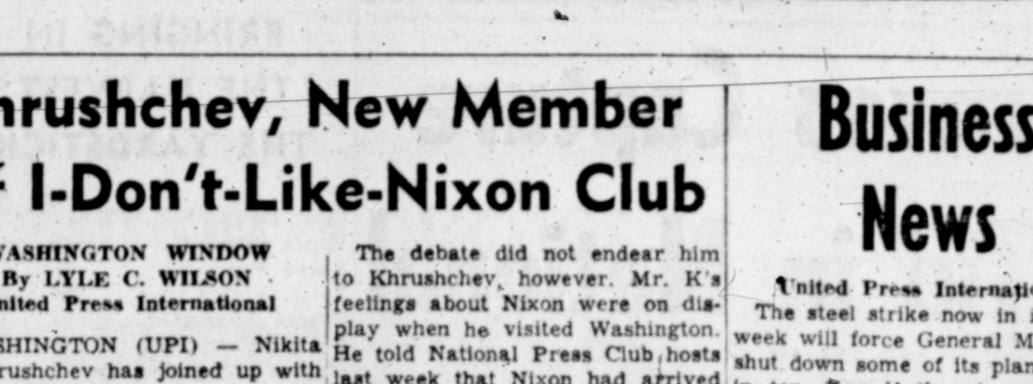 hrushchev, New Member
I-Don't-Like-Nixon Club
WASHINGTON WINDOW
By LYLE C. WILSON
nited Press International
SHINGTON (UPI) — Nikita
rushchev has joined up with
The debate did not endear him
to Khrushchev, however. Mr. K's
feelings about Nixon were on dis-
play when he visited Washington.
He told National Press Club hosts
last week that Nixon had arrived
Business
News
United Press Internati
The steel strike now in
week will force General M
shut down some of its pla